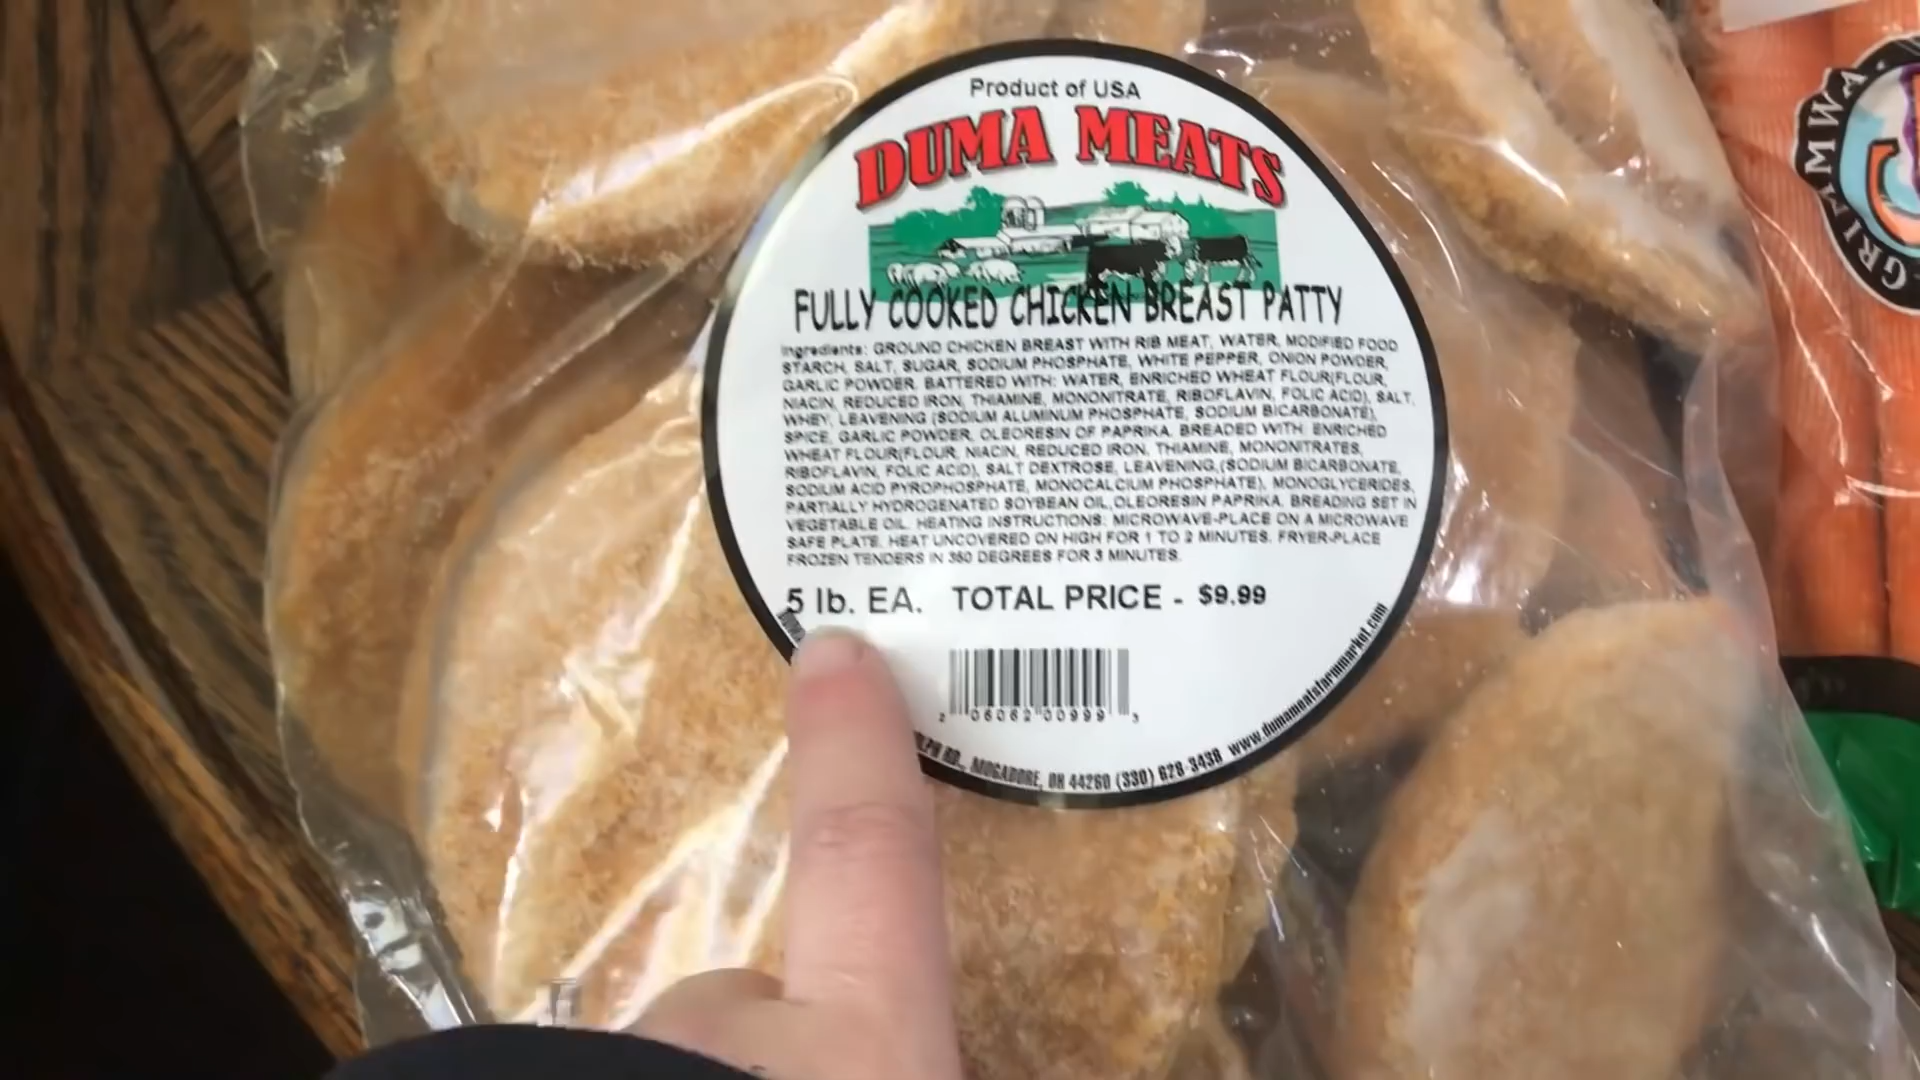 Product of USA
DUMA MEATS
FULLY COOKED CHICKEN BREAST PATTY
Ingredients: GROUND CHICKEN BREAST WITH RIB MEAT, WATER, MODIFIED FOOD
STARCH, SALT, SUGAR, SODIUM PHOSPHATE, WHITE PEPPER, ONION POWDER,
GARLIC POWDER. BATTERED WITH: WATER, ENRICHED WHEAT FLOUR(FLOUR,
NIACIN, REDUCED IRON, THIAMINE, MONONITRATE, RIBOFLAVIN, FOLIC ACID), SALT,
WHEY, LEAVENING (SODIUM ALUMINUM PHOSPHATE, SODIUM BICARBONATE),
SPICE, GARLIC POWDER, OLEORESIN OF PAPRIKA. BREADED WITH: ENRICHED
WHEAT FLOUR(FLOUR, NIACIN, REDUCED IRON, THIAMINE, MONONITRATES,
RIBOFLAVIN, FOLIC ACID), SALT DEXTROSE, LEAVENING,(SODIUM BICARBONATE,
SODIUM ACID PYROPHOSPHATE, MONOCALCIUM PHOSPHATE), MONOGLYCERIDES,
PARTIALLY HYDROGENATED SOYBEAN OIL,OLEORESIN PAPRIKA. BREADING SET IN
VEGETABLE OIL. HEATING INSTRUCTIONS: MICROWAVE-PLACE ON A MICROWAVE
SAFE PLATE. HEAT UNCOVERED ON HIGH FOR 1 TO 2 MINUTES. FRYER-PLACE
FROZEN TENDERS IN 350 DEGREES FOR 3 MINUTES.
5 lb. EA. TOTAL PRICE - $9.99
2 06062 00999 3
RD., MOGADORE, OH 44260 (330) 628-3438 www.dumameatsfarmmarket.com
GRIMMWA